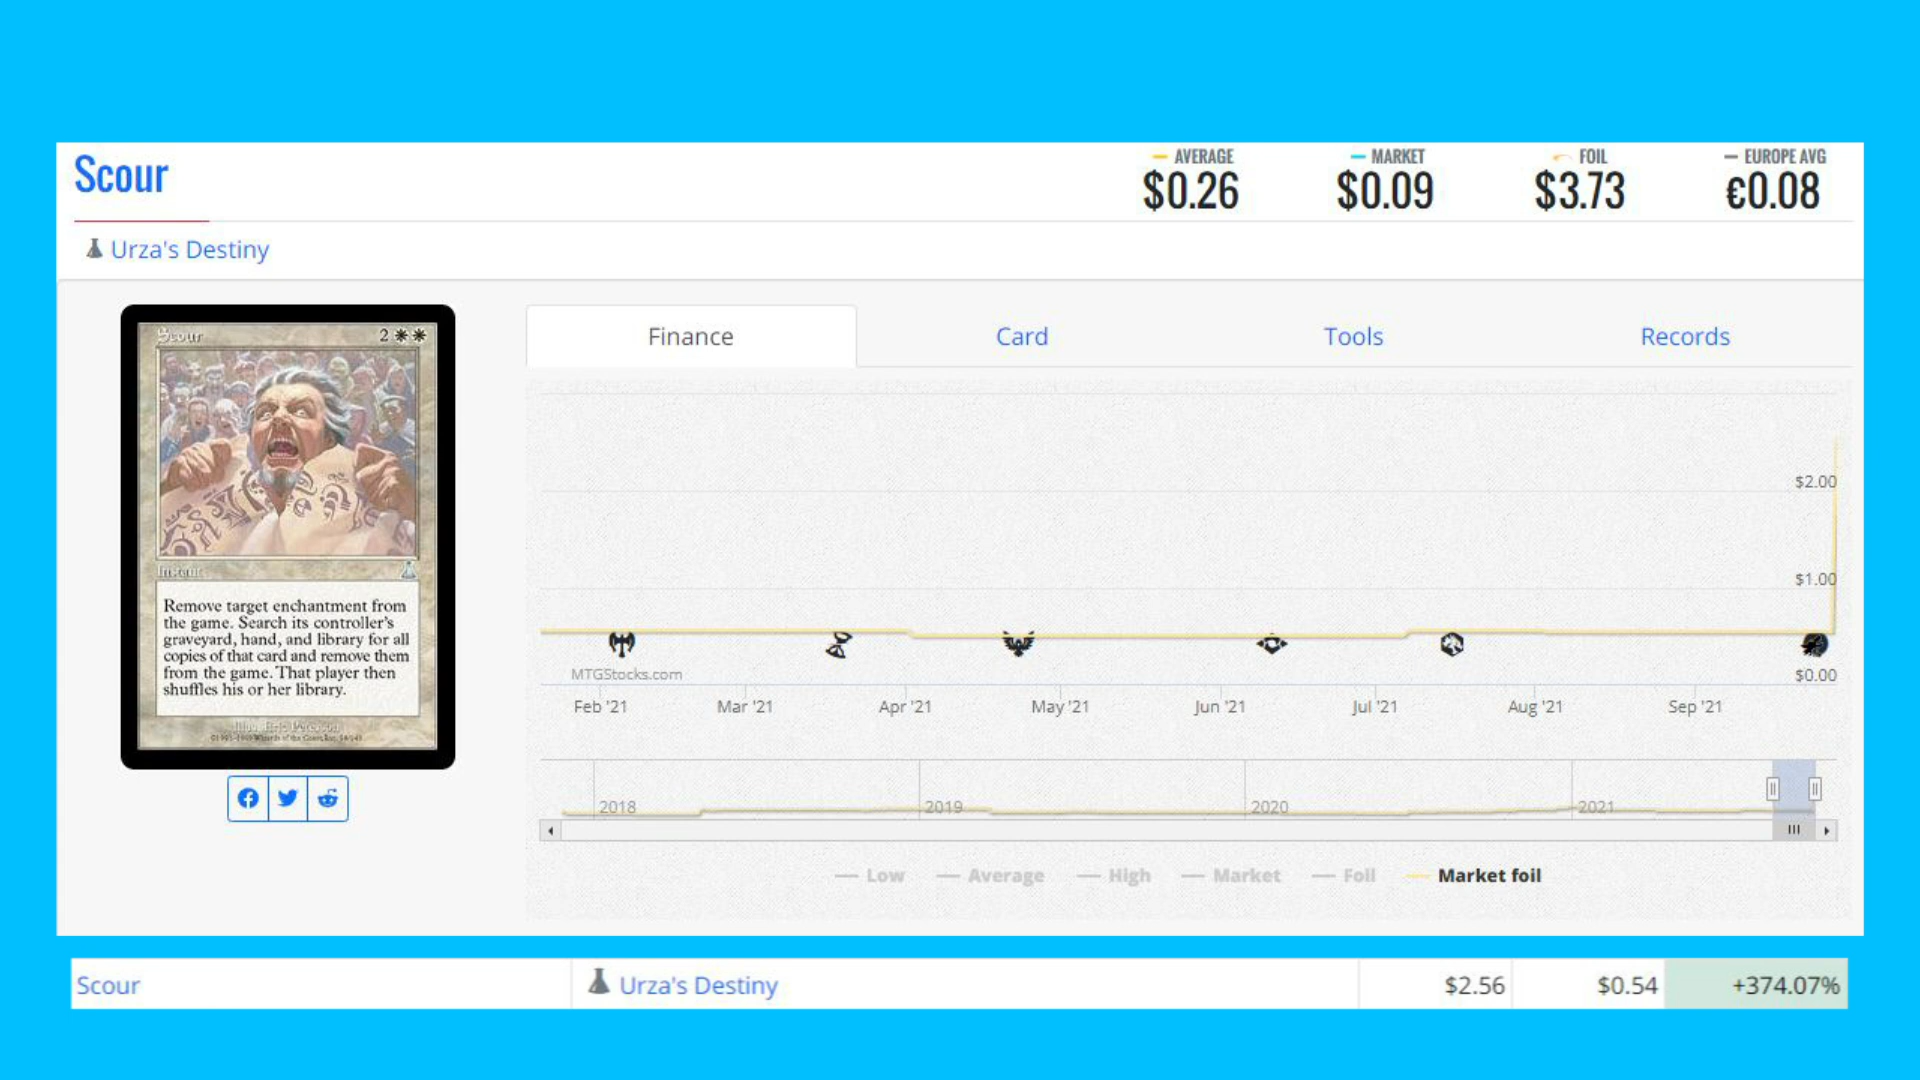 Scour
AVERAGE
$0.26
MARKET
$0.09
FOIL
$3.73
EUROPE AVG
€0.08
Urza's Destiny
Scour
2
Instant
Remove target enchantment from
the game. Search its controller's
graveyard, hand, and library for all
copies of that card and remove them
from the game. That player then
shuffles his or her library.
Finance
Card
Tools
Records
$2.00
$1.00
$0.00
MTGStocks.com
Feb '21
Mar '21
Apr '21
May '21
Jun '21
Jul '21
Aug '21
Sep '21
2018
2019
2020
2021
Low
Average
High
Market
Foil
Market foil
Scour
Urza's Destiny
$2.56
$0.54
+374.07%